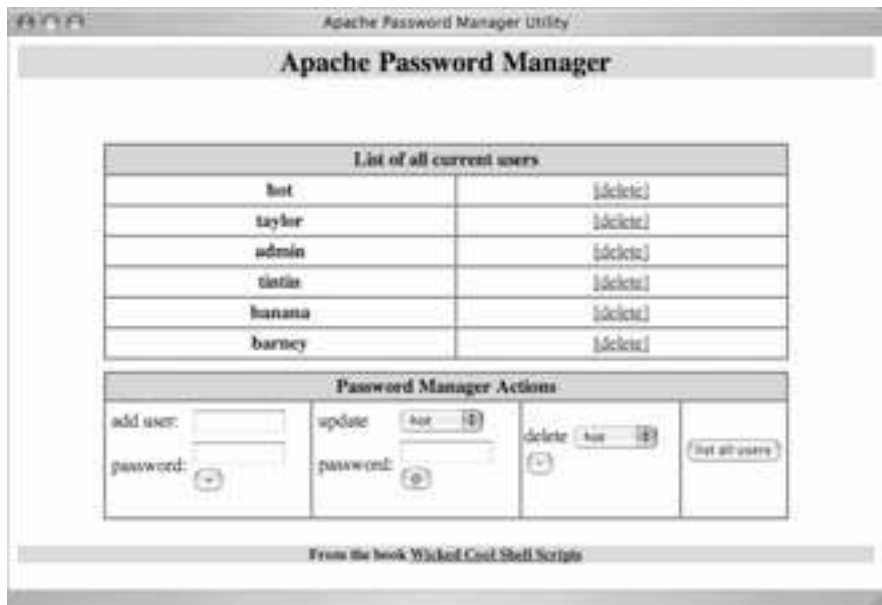 Apache Password Manager Utility
Apache Password Manager
List of all current users
hot [delete]
taylor [delete]
admin [delete]
tintin [delete]
banana [delete]
barney [delete]
Password Manager Actions
add user:
password:
+
update hot
password:
@
delete hot
-
list all users
From the book Wicked Cool Shell Scripts